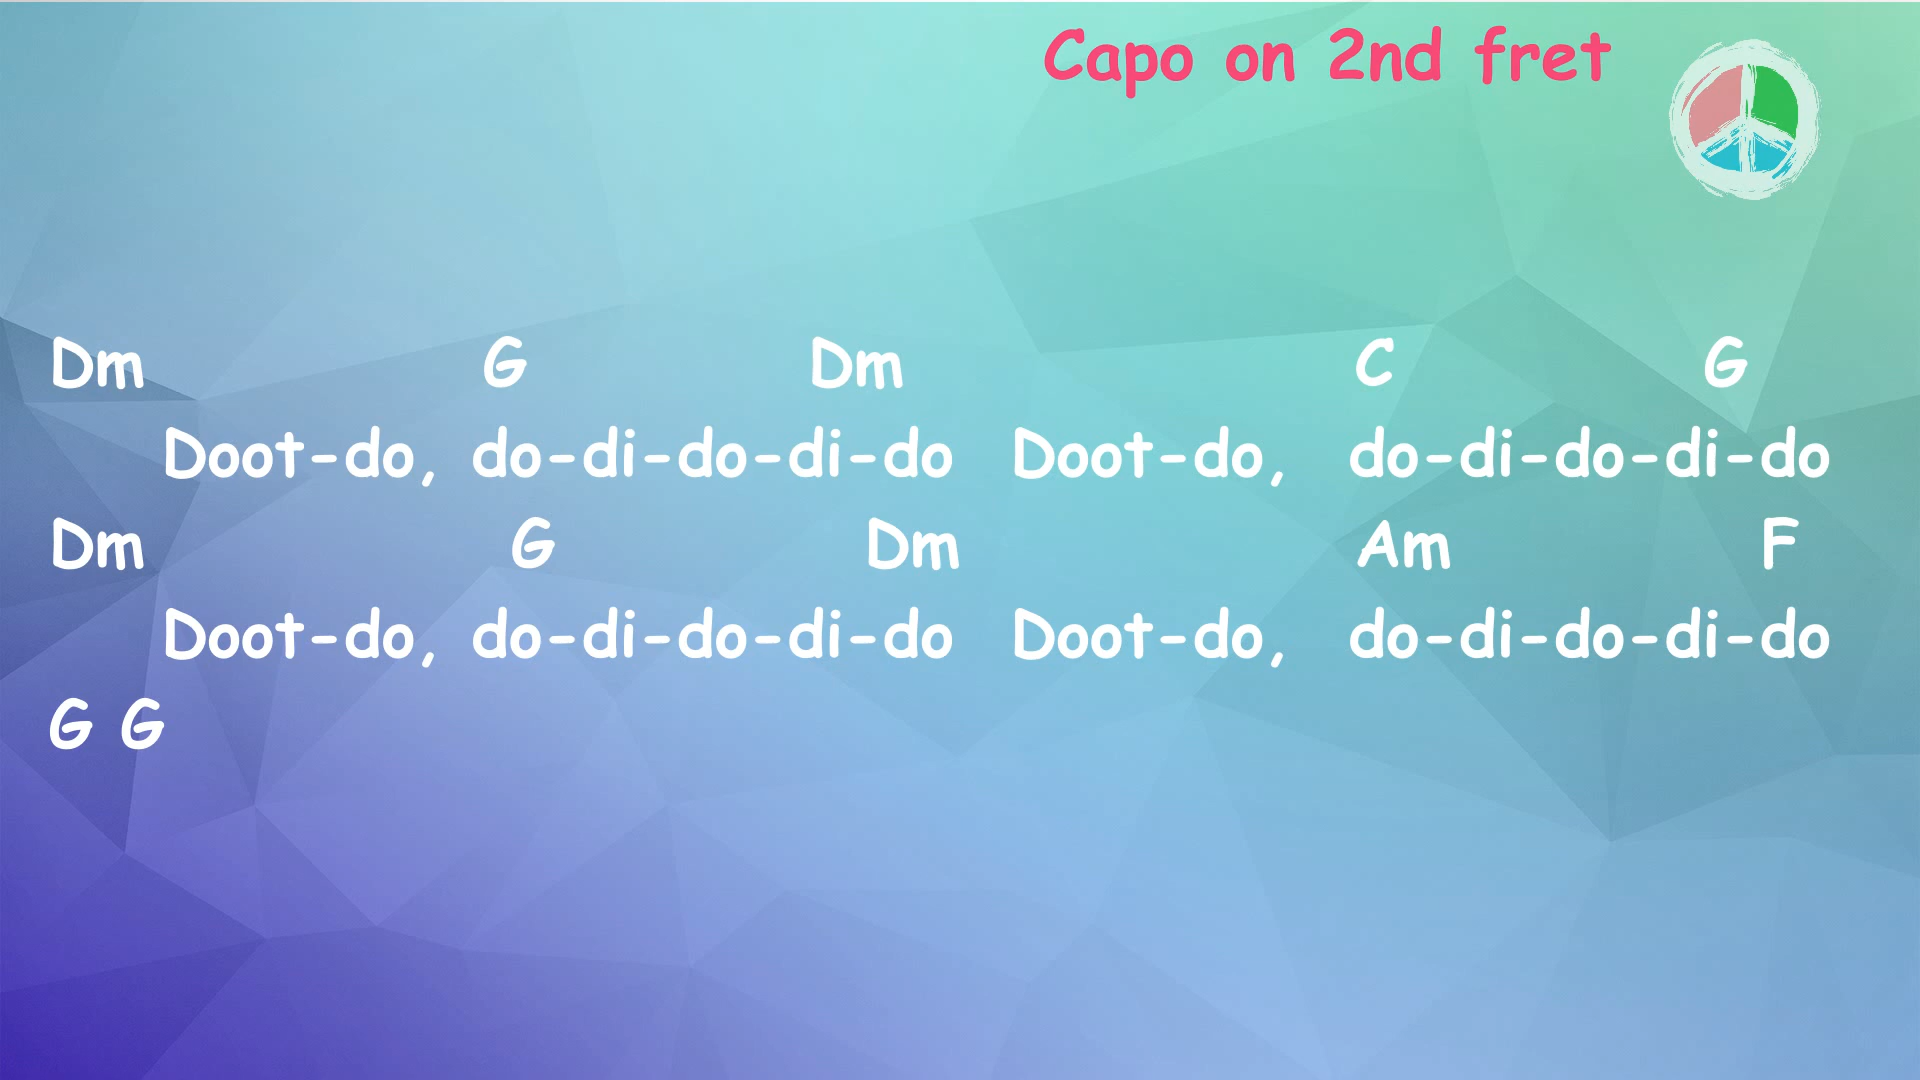 Capo on 2nd fret
Dm G Dm C G
Doot-do, do-di-do-di-do Doot-do, do-di-do-di-do
Dm G Dm Am F
Doot-do, do-di-do-di-do Doot-do, do-di-do-di-do
G G